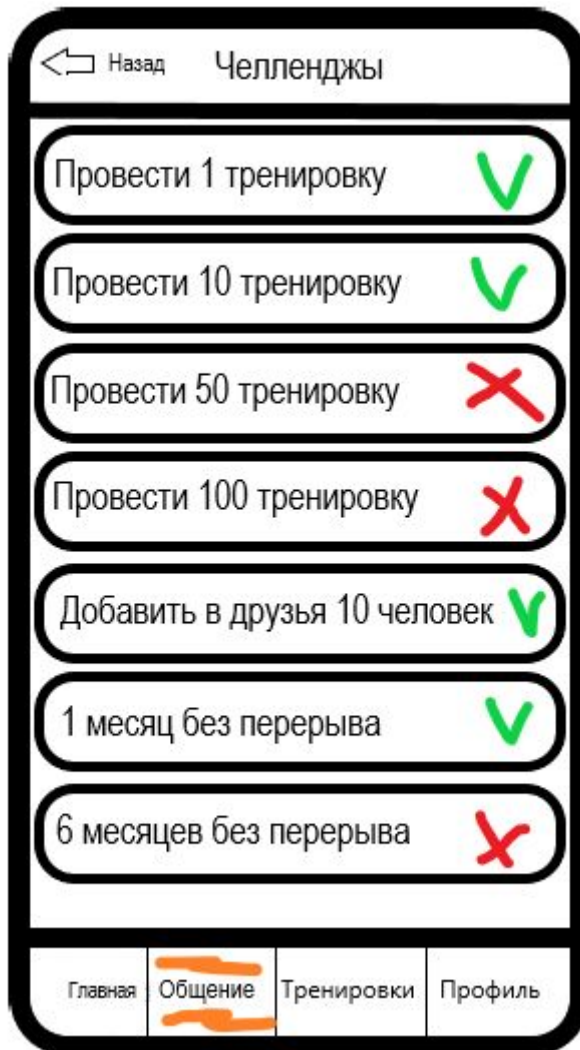 Назад Челленджы
Провести 1 тренировку
Провести 10 тренировку
Провести 50 тренировку
Провести 100 тренировку
Добавить в друзья 10 человек
1 месяц без перерыва
6 месяцев без перерыва
Главная Общение Тренировки Профиль